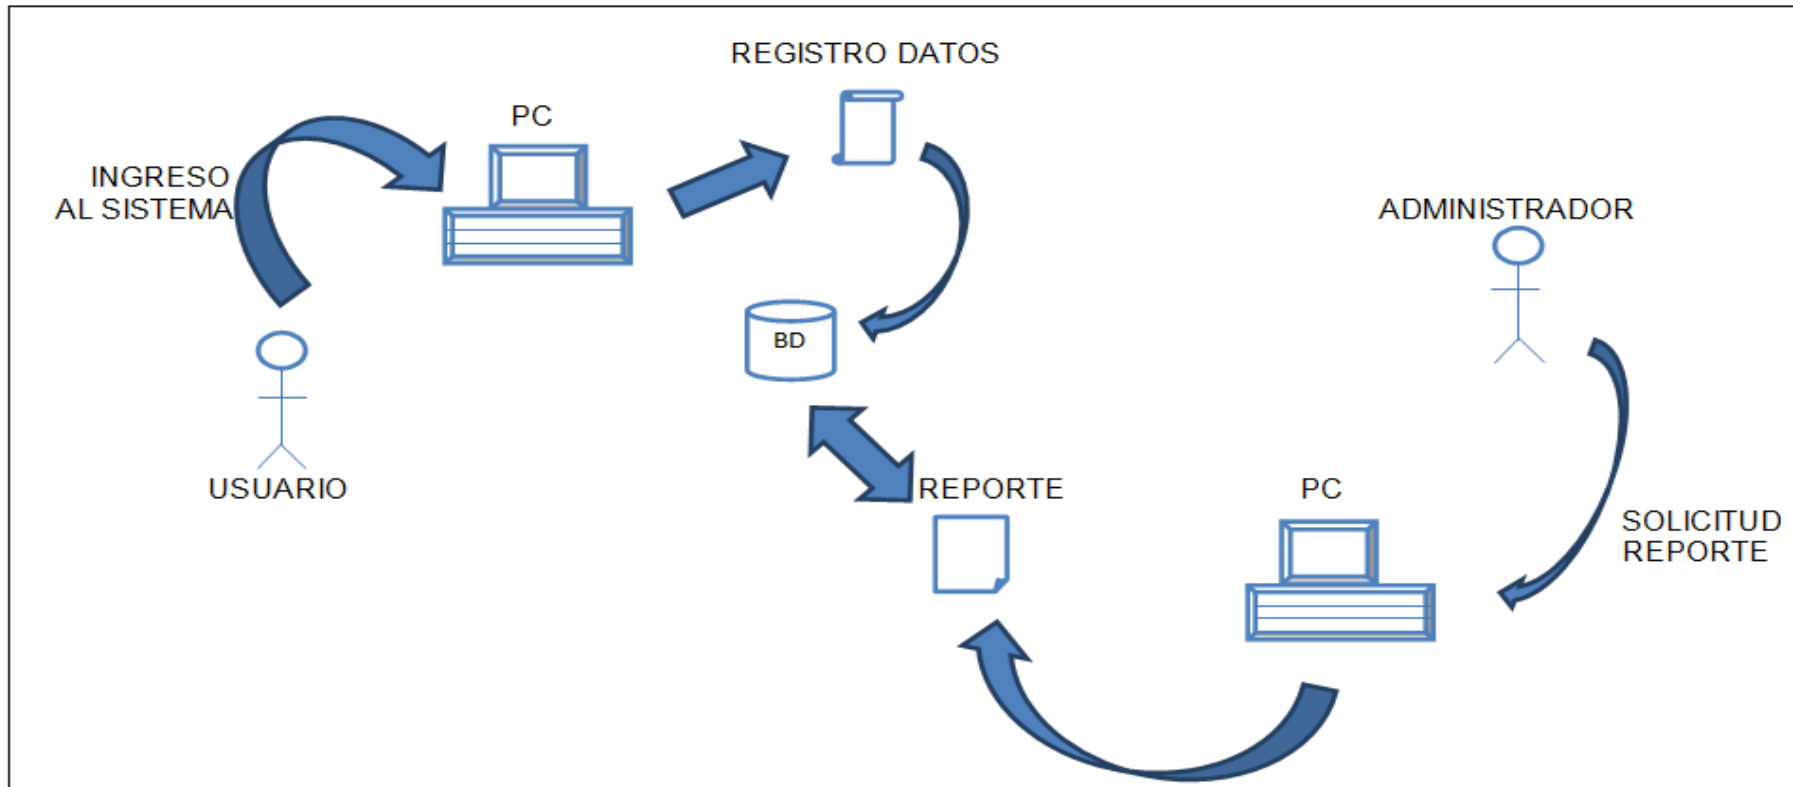 REGISTRO DATOS
PC
INGRESO
AL SISTEMA
ADMINISTRADOR
BD
USUARIO
REPORTE
PC
SOLICITUD
REPORTE